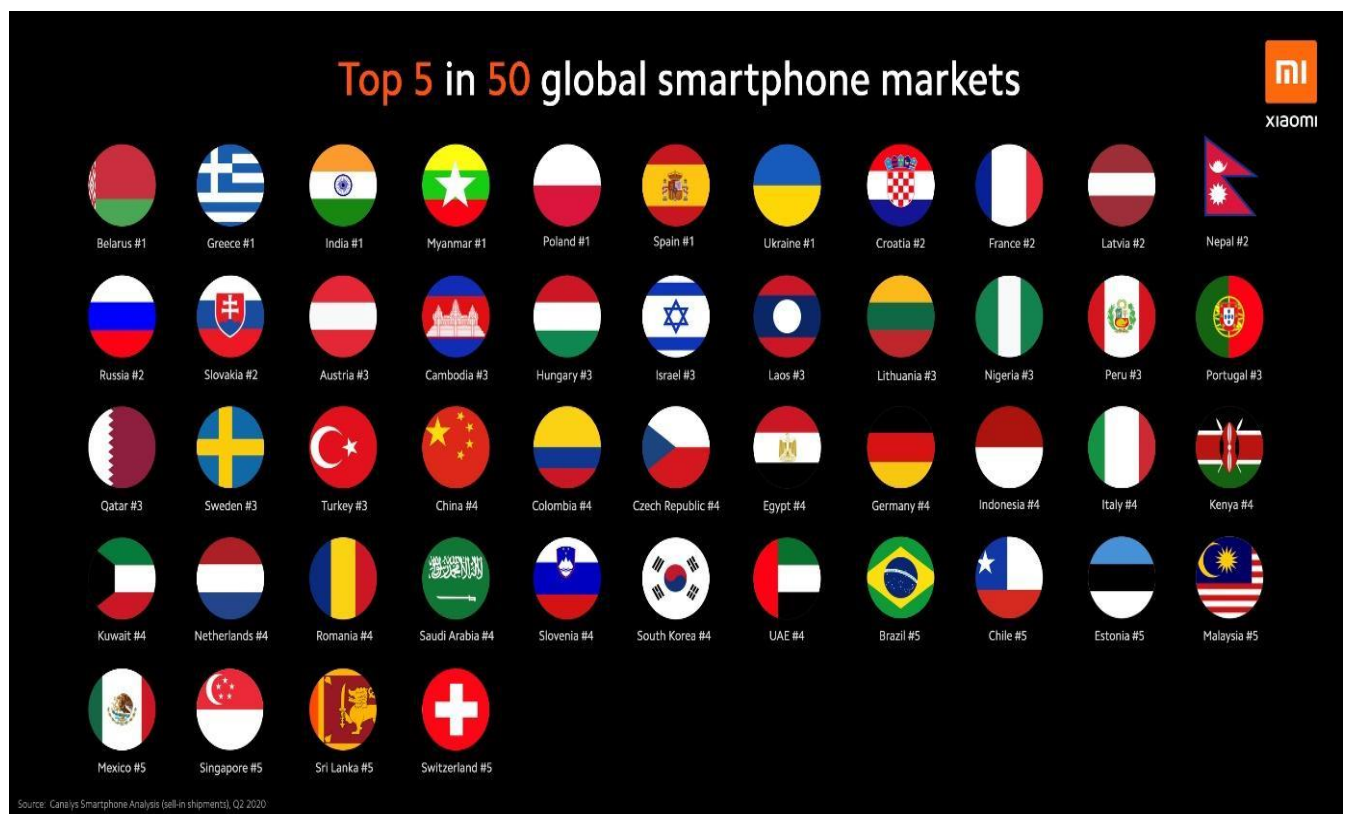 Top 5 in 50 global smartphone markets
mi
xiaomi
Belarus #1
Greece #1
India #1
Myanmar #1
Poland #1
Spain #1
Ukraine #1
Croatia #2
France #2
Latvia #2
Nepal #2
Russia #2
Slovakia #2
Austria #3
Cambodia #3
Hungary #3
Israel #3
Laos #3
Lithuania #3
Nigeria #3
Peru #3
Portugal #3
Qatar #3
Sweden #3
Turkey #3
China #4
Colombia #4
Czech Republic #4
Egypt #4
Germany #4
Indonesia #4
Italy #4
Kenya #4
Kuwait #4
Netherlands #4
Romania #4
Saudi Arabia #4
Slovenia #4
South Korea #4
UAE #4
Brazil #5
Chile #5
Estonia #5
Malaysia #5
Mexico #5
Singapore #5
Sri Lanka #5
Switzerland #5
Source: Canalys Smartphone Analysis (sell-in shipments), Q2 2020